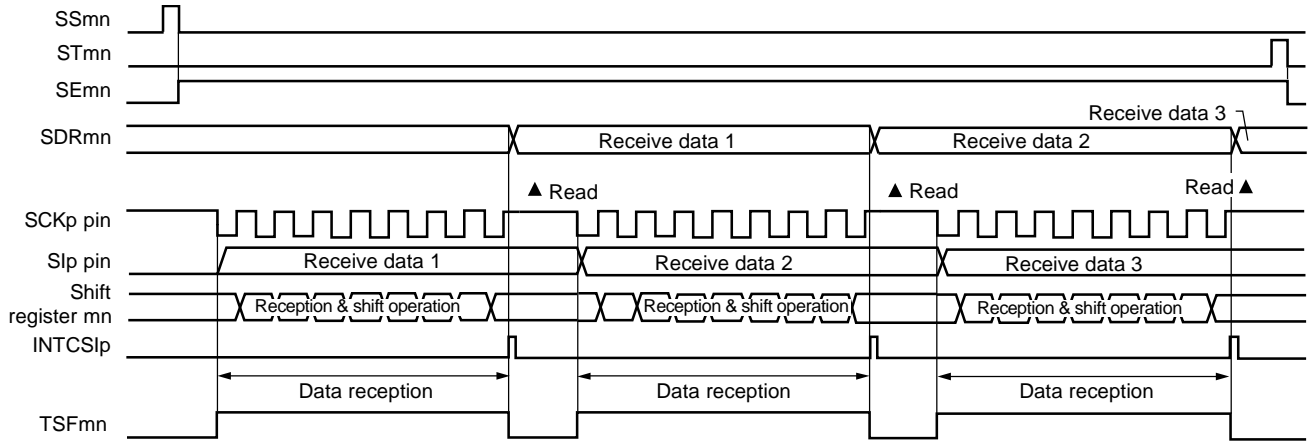 SSmn
STmn
SEmn
Receive data 3
SDRmn
Receive data 1
Receive data 2
▲ Read
▲ Read
Read ▲
SCKp pin
SIp pin
Receive data 1
Receive data 2
Receive data 3
Shift
register mn
Reception & shift operation
Reception & shift operation
Reception & shift operation
INTCSIp
Data reception
Data reception
Data reception
TSFmn